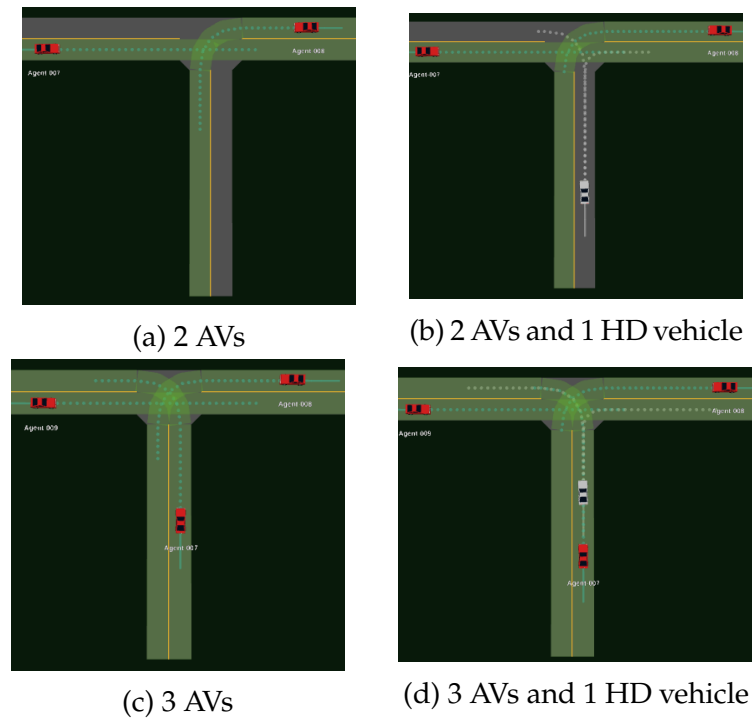 Agent 008
Agent 007
(a) 2 AVs
Agent 008
Agent 007
(b) 2 AVs and 1 HD vehicle
Agent 008
Agent 009
Agent 007
(c) 3 AVs
Agent 008
Agent 009
Agent 007
(d) 3 AVs and 1 HD vehicle